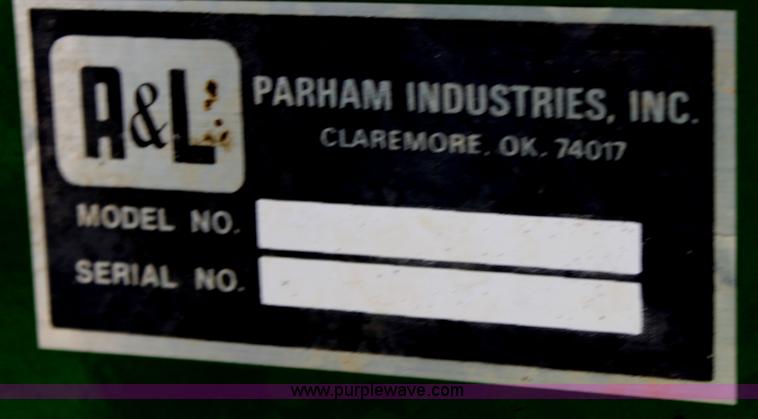 A&L
PARHAM INDUSTRIES, INC.
CLAREMORE, OK. 74017
MODEL NO.
SERIAL NO.
www.purplewave.com